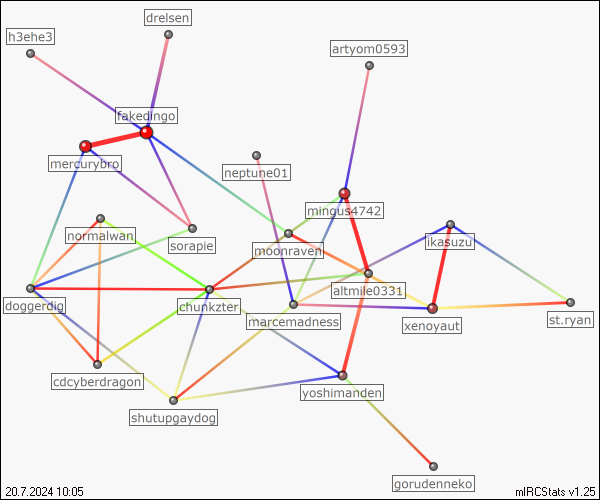 drelsen
h3ehe3
artyom0593
fakedingo
mercurybro
neptune01
mingus4742
normalwan
sorapie
moonraven
ikasuzu
altmile0331
doggerdig
chunkzter
marcemadness
xenoyaut
st.ryan
cdcyberdragon
yoshimanden
shutupgaydog
gorudenneko
20.7.2024 10:05
mIRCStats v1.25